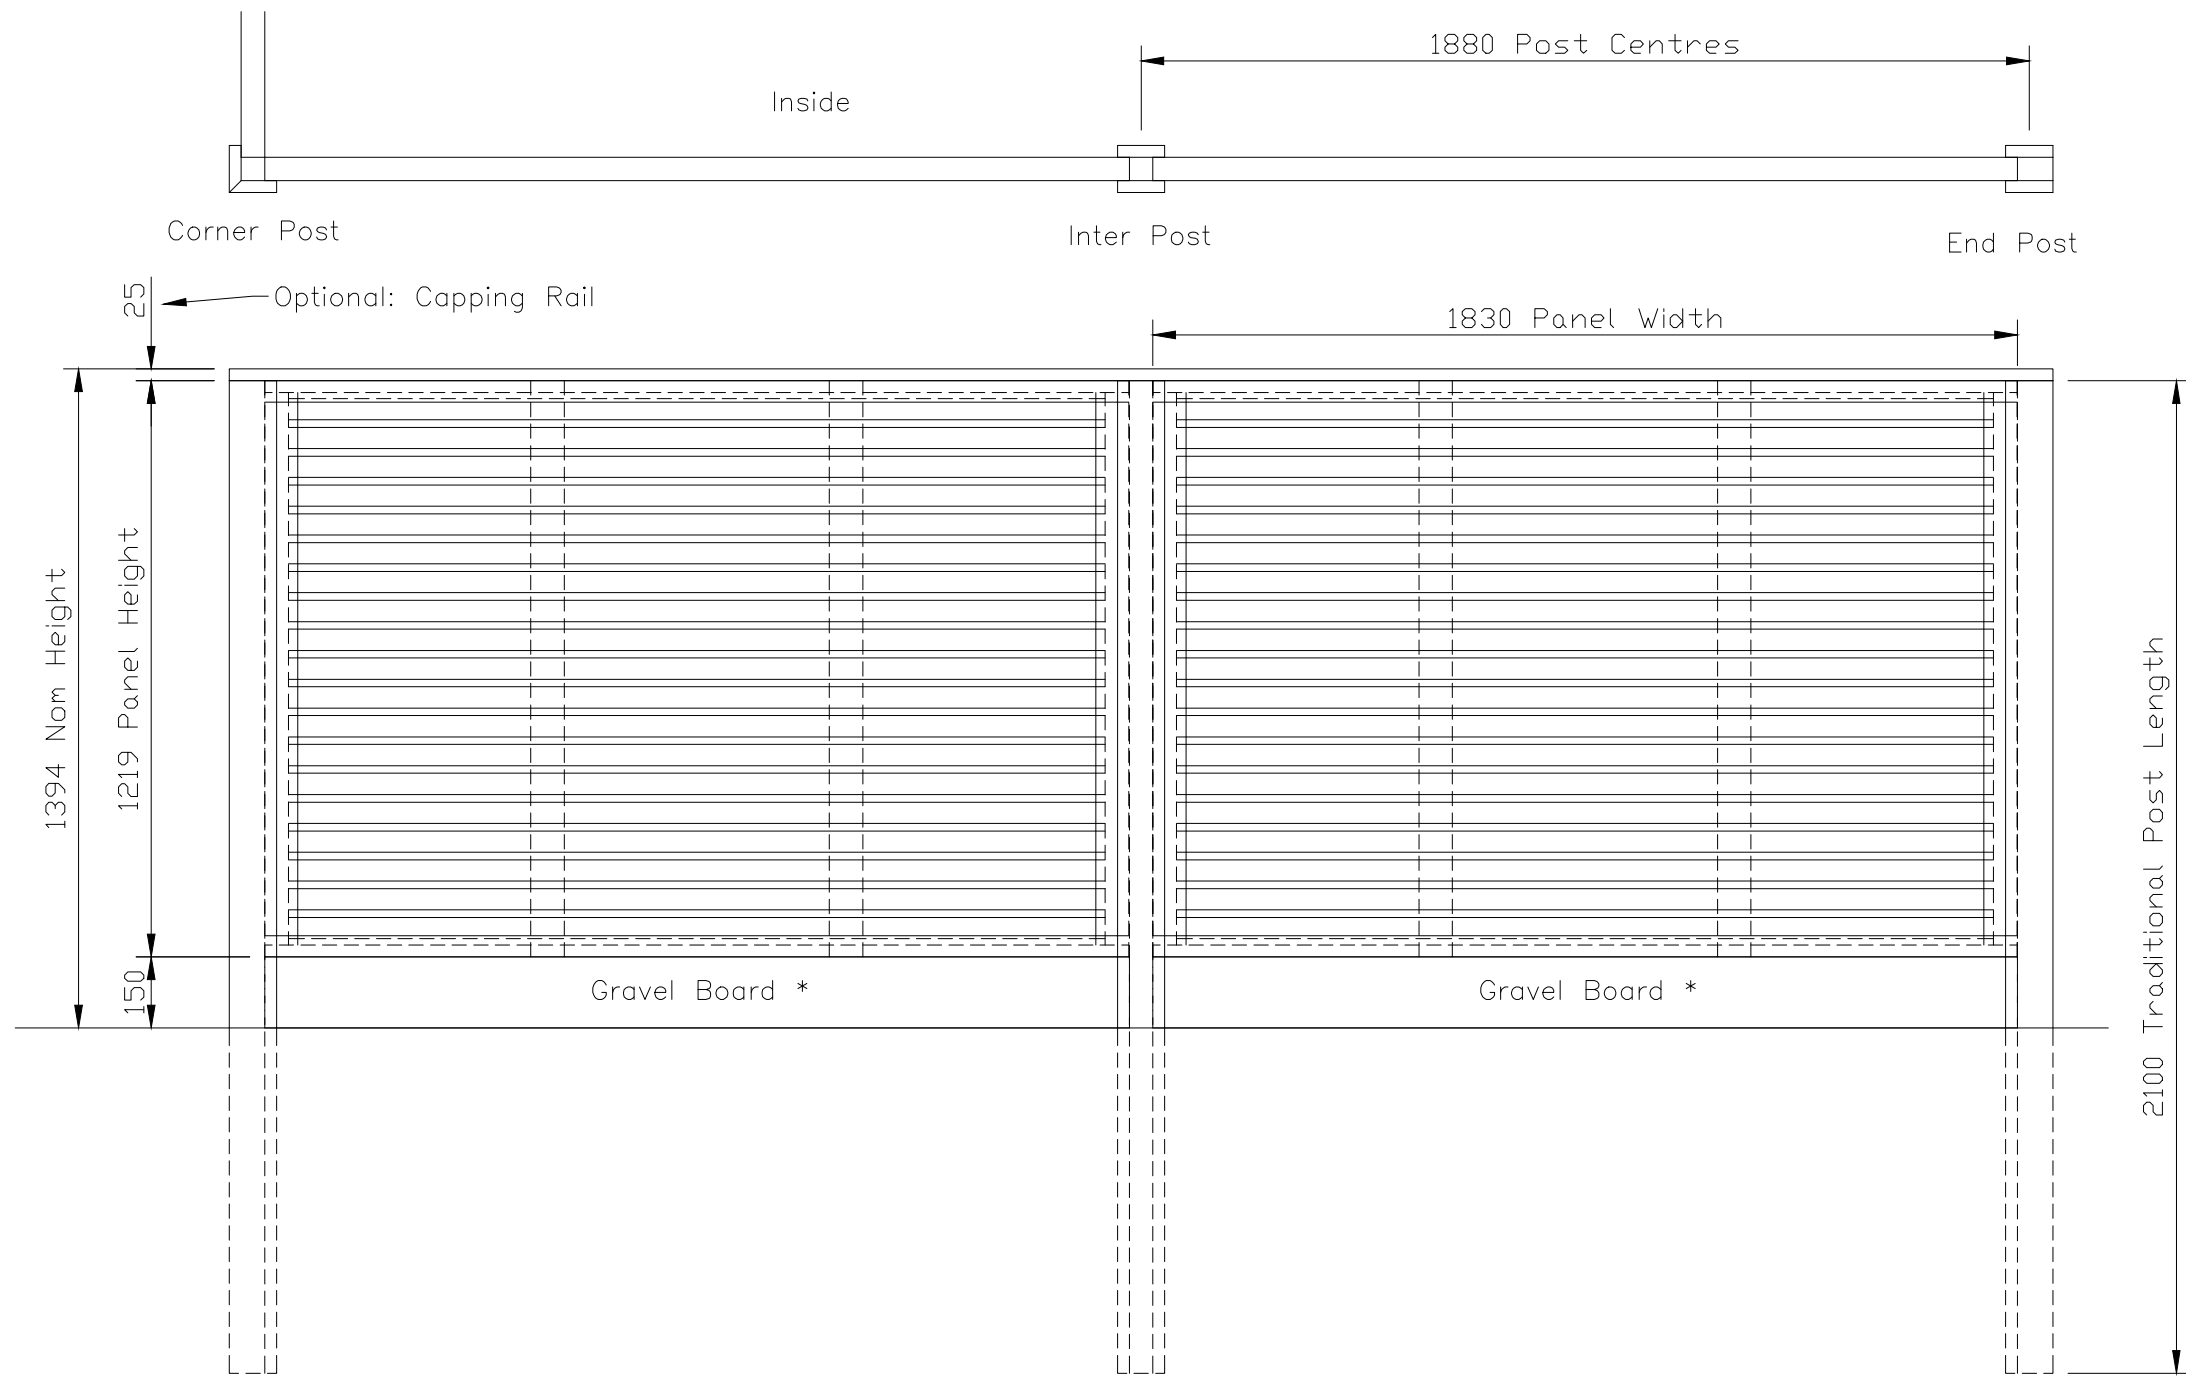 1880 Post Centres
Inside
Corner Post
Inter Post
End Post
25
Optional: Capping Rail
1830 Panel Width
1394 Nom Height
1219 Panel Height
150
Gravel Board *
Gravel Board *
2100 Traditional Post Length